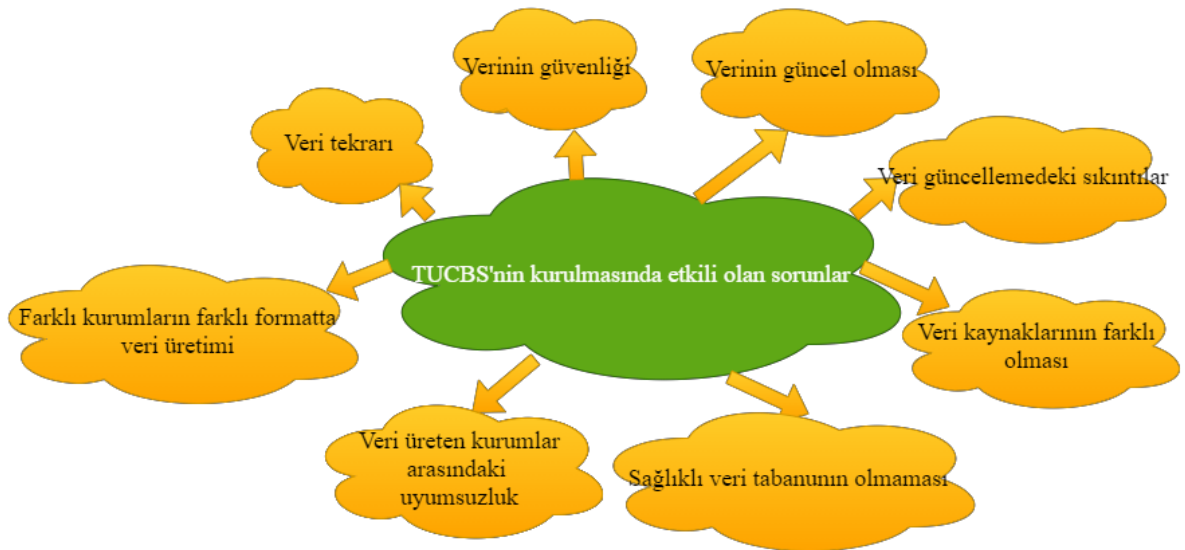 Verinin güvenliği
Verinin güncel olması
Veri tekrarı
Veri güncellemedeki sıkıntılar
TUCBS'nin kurulmasında etkili olan sorunlar
Farklı kurumların farklı formatta
veri üretimi
Veri kaynaklarının farklı
olması
Veri üreten kurumlar
arasındaki
uyumsuzluk
Sağlıklı veri tabanunın olmaması